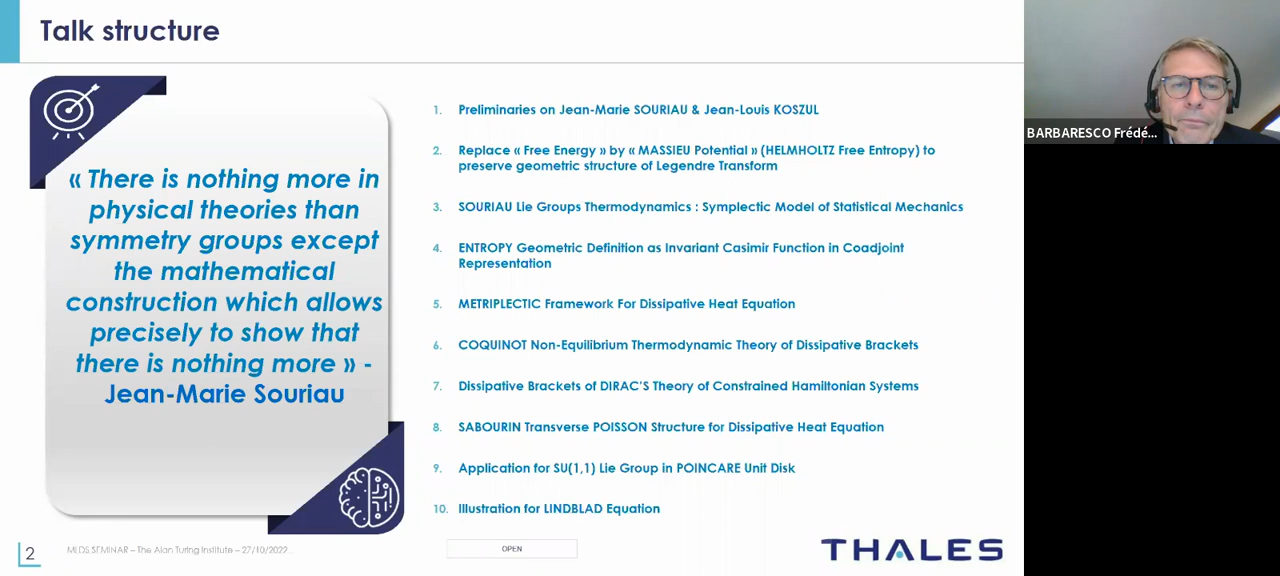 Talk structure
« There is nothing more in
physical theories than
symmetry groups except
the mathematical
construction which allows
precisely to show that
there is nothing more » -
Jean-Marie Souriau
1. Preliminaries on Jean-Marie SOURIAU & Jean-Louis KOSZUL
2. Replace « Free Energy » by « MASSIEU Potential » (HELMHOLTZ Free Entropy) to
preserve geometric structure of Legendre Transform
3. SOURIAU Lie Groups Thermodynamics : Symplectic Model of Statistical Mechanics
4. ENTROPY Geometric Definition as Invariant Casimir Function in Coadjoint
Representation
5. METRIPLECTIC Framework For Dissipative Heat Equation
6. COQUINOT Non-Equilibrium Thermodynamic Theory of Dissipative Brackets
7. Dissipative Brackets of DIRAC'S Theory of Constrained Hamiltonian Systems
8. SABOURIN Transverse POISSON Structure for Dissipative Heat Equation
9. Application for SU(1,1) Lie Group in POINCARE Unit Disk
10. Illustration for LINDBLAD Equation
2
MLDS SEMINAR – The Alan Turing Institute – 27/10/2022
OPEN
THALES
BARBARESCO Frédé...